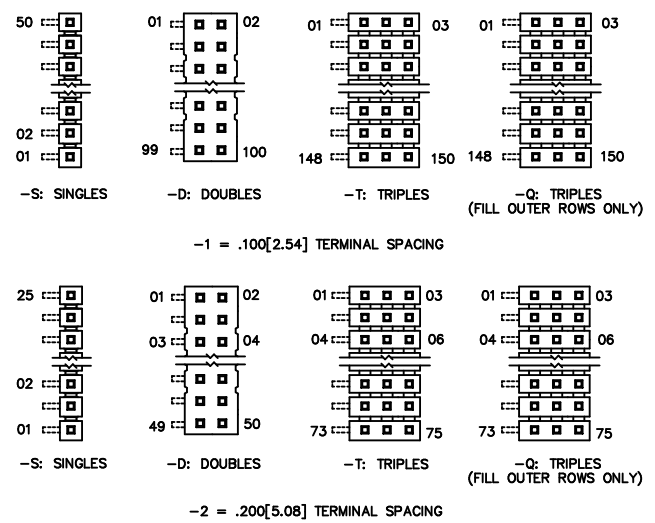 50 01 02 01 03 01 03
02
01 99 100 148 150 148 150
-S: SINGLES -D: DOUBLES -T: TRIPLES -Q: TRIPLES
(FILL OUTER ROWS ONLY)
-1 = .100[2.54] TERMINAL SPACING
25 01 02 01 03 01 03
03 04 04 06 04 06
02
01 49 50 73 75 73 75
-S: SINGLES -D: DOUBLES -T: TRIPLES -Q: TRIPLES
(FILL OUTER ROWS ONLY)
-2 = .200[5.08] TERMINAL SPACING